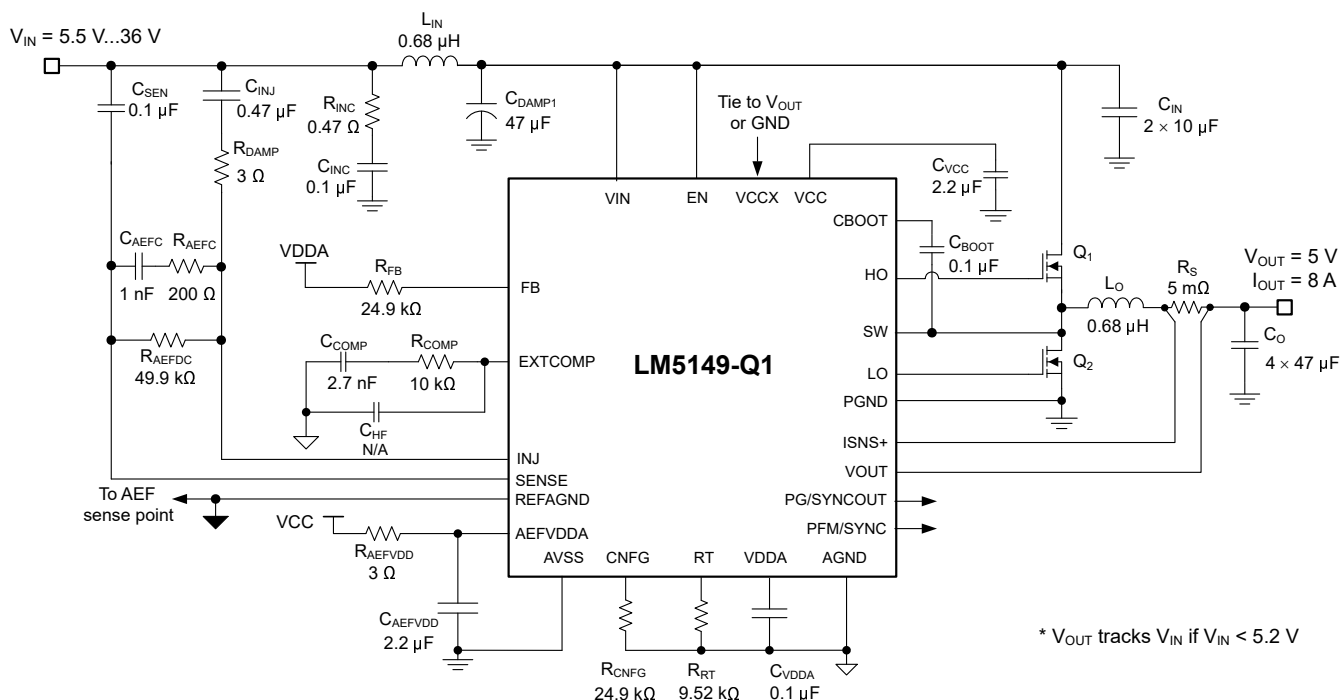 V_IN = 5.5 V...36 V
L_IN
0.68 µH
C_SEN
0.1 µF
C_INJ
0.47 µF
R_INC
0.47 Ω
C_INC
0.1 µF
R_DAMP
3 Ω
C_DAMP1
47 µF
Tie to V_OUT
or GND
C_IN
2 × 10 µF
C_VCC
2.2 µF
VIN
EN
VCCX
VCC
CBOOT
C_BOOT
0.1 µF
HO
Q_1
V_OUT = 5 V
I_OUT = 8 A
R_S
5 mΩ
L_O
0.68 µH
C_O
4 × 47 µF
SW
LO
Q_2
PGND
ISNS+
VOUT
PG/SYNCOUT
PFM/SYNC
C_AEFC
1 nF
R_AEFC
200 Ω
R_AEFDC
49.9 kΩ
VDDA
R_FB
24.9 kΩ
FB
C_COMP
2.7 nF
R_COMP
10 kΩ
EXTCOMP
C_HF
N/A
LM5149-Q1
INJ
SENSE
REFAGND
To AEF
sense point
VCC
R_AEFVDD
3 Ω
AEFVDDA
AVSS
CNFG
RT
VDDA
AGND
C_AEFVDD
2.2 µF
R_CNFG
24.9 kΩ
R_RT
9.52 kΩ
C_VDDA
0.1 µF
* V_OUT tracks V_IN if V_IN < 5.2 V